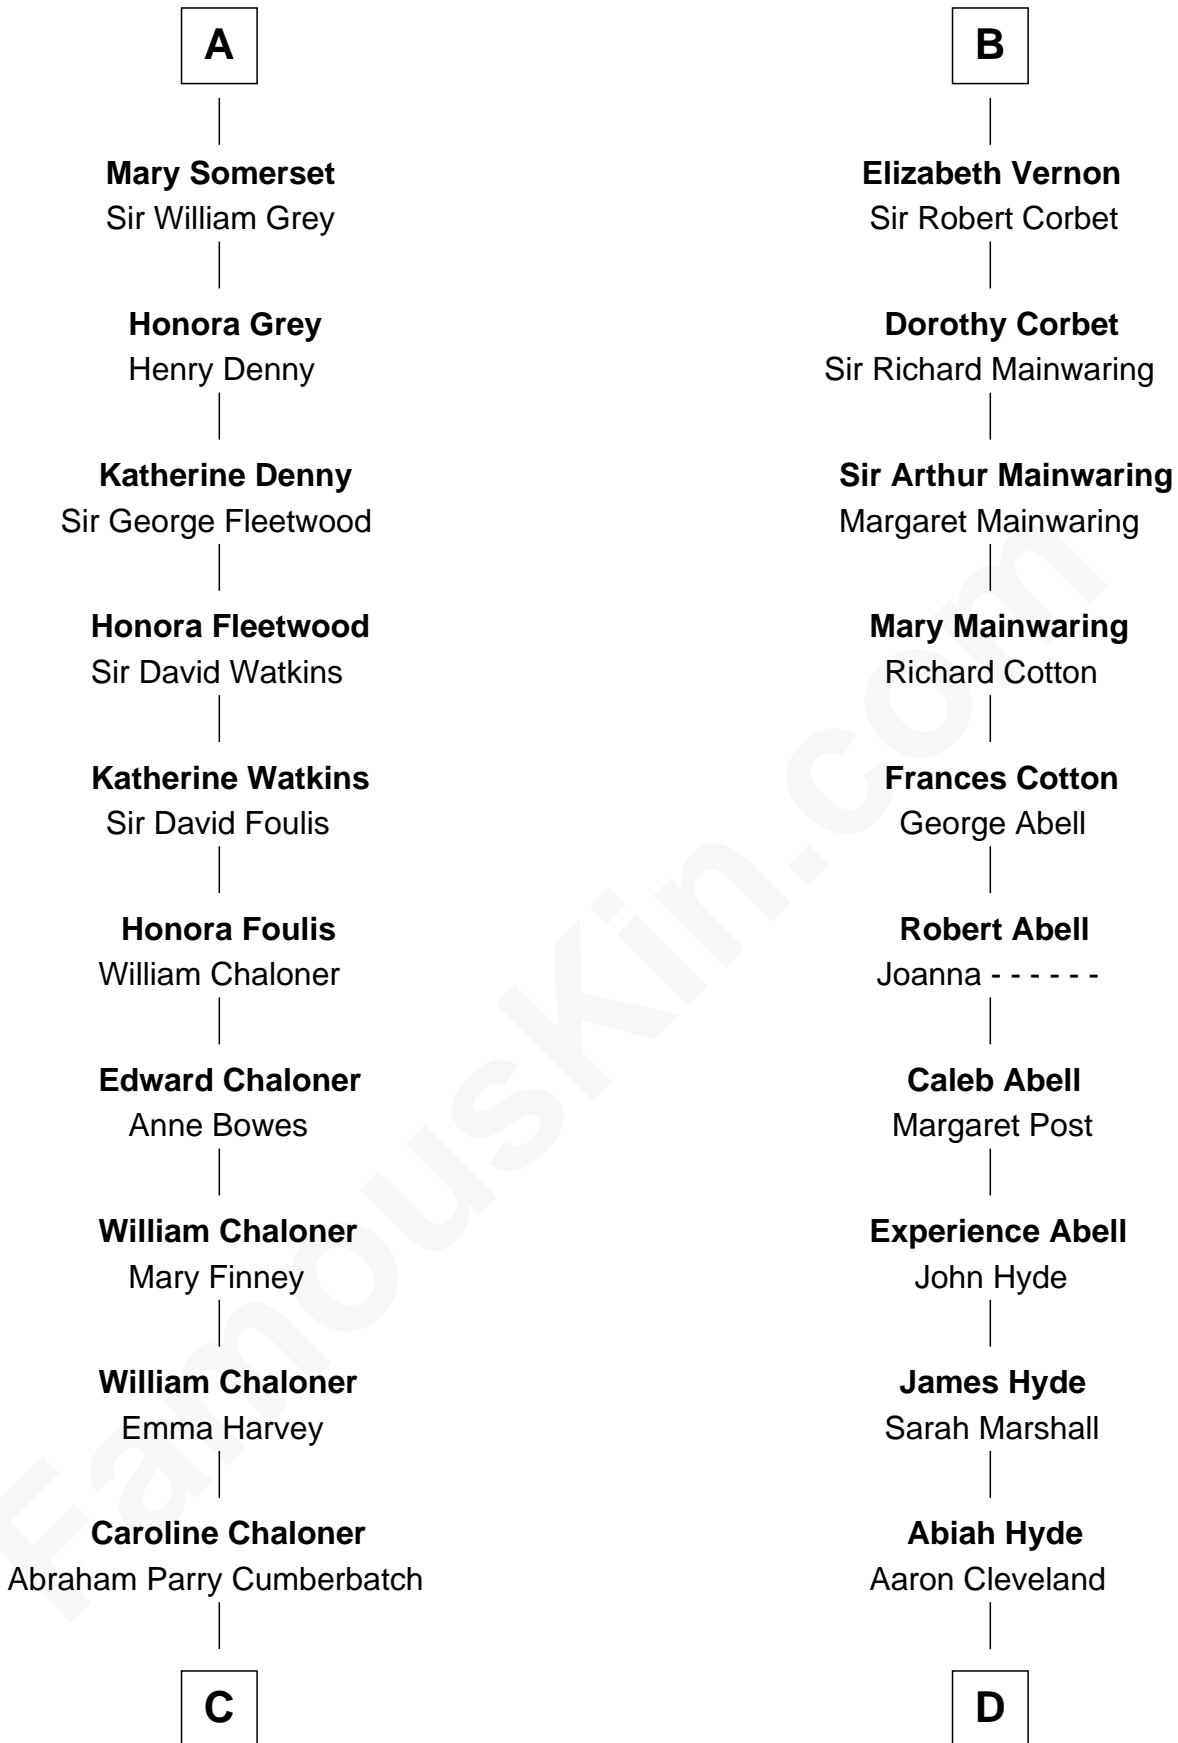 A
Mary Somerset
Sir William Grey
Honora Grey
Henry Denny
Katherine Denny
Sir George Fleetwood
Honora Fleetwood
Sir David Watkins
Katherine Watkins
Sir David Foulis
Honora Foulis
William Chaloner
Edward Chaloner
Anne Bowes
William Chaloner
Mary Finney
William Chaloner
Emma Harvey
Caroline Chaloner
Abraham Parry Cumberbatch
C
B
Elizabeth Vernon
Sir Robert Corbet
Dorothy Corbet
Sir Richard Mainwaring
Sir Arthur Mainwaring
Margaret Mainwaring
Mary Mainwaring
Richard Cotton
Frances Cotton
George Abell
Robert Abell
Joanna - - - - - -
Caleb Abell
Margaret Post
Experience Abell
John Hyde
James Hyde
Sarah Marshall
Abiah Hyde
Aaron Cleveland
D
FamousKin.com